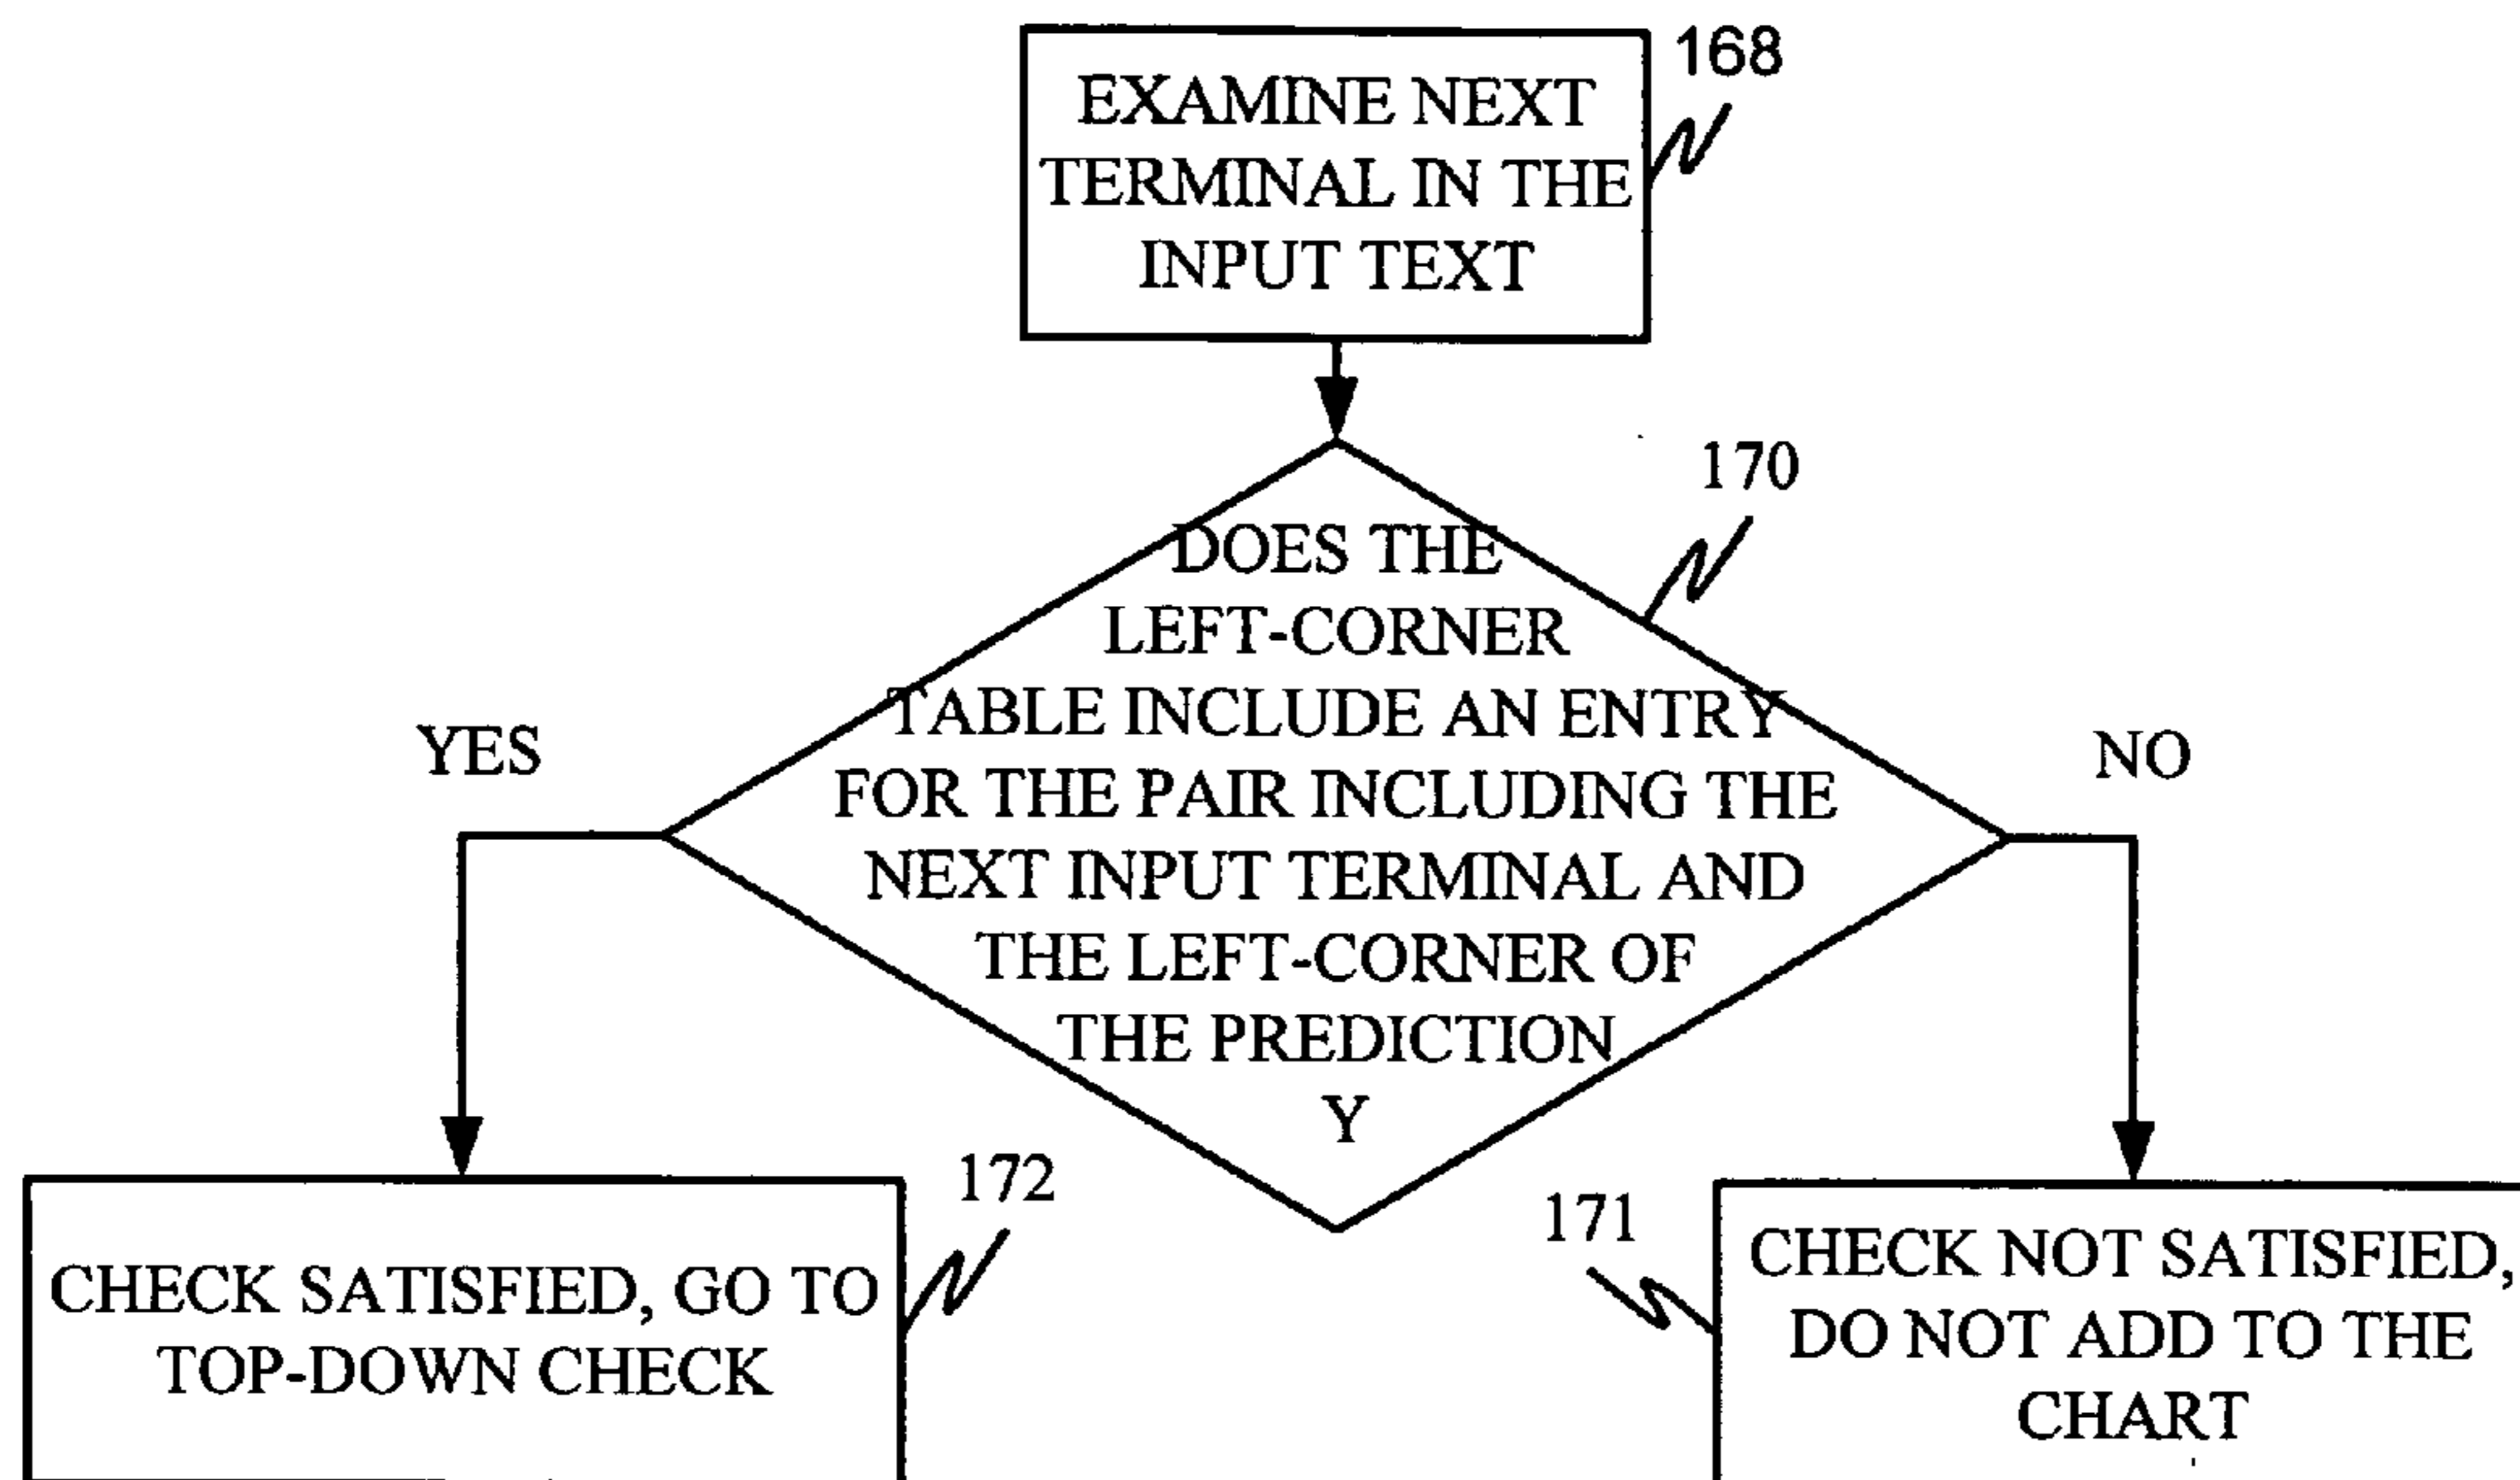 168
EXAMINE NEXT
TERMINAL IN THE
INPUT TEXT
170
DOES THE
LEFT-CORNER
TABLE INCLUDE AN ENTRY
FOR THE PAIR INCLUDING THE
NEXT INPUT TERMINAL AND
THE LEFT-CORNER OF
THE PREDICTION
Y
YES
NO
172
CHECK SATISFIED, GO TO
TOP-DOWN CHECK
171
CHECK NOT SATISFIED,
DO NOT ADD TO THE
CHART